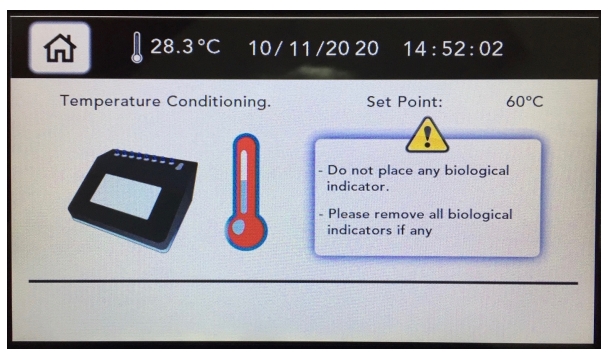 28.3°C 10/11/2020 14:52:02
Temperature Conditioning. Set Point: 60°C
- Do not place any biological
indicator.
- Please remove all biological
indicators if any